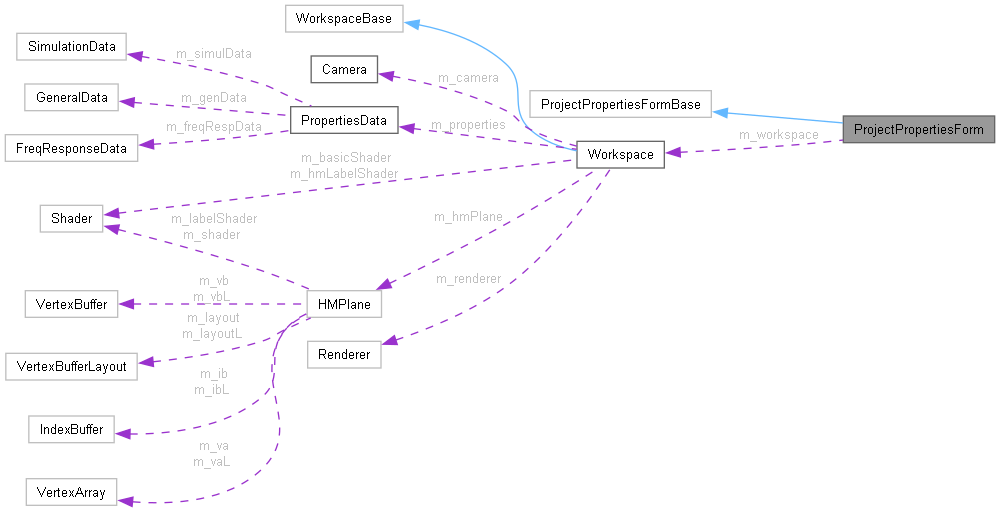 WorkspaceBase
SimulationData
m_simulData
Camera
m_camera
GeneralData
m_genData
ProjectPropertiesFormBase
PropertiesData
m_properties
ProjectPropertiesForm
m_freqRespData
m_workspace
FreqResponseData
m_basicShader
m_hmLabelShader
Workspace
Shader
m_labelShader
m_shader
m_hmPlane
m_vb
m_vbL
m_renderer
VertexBuffer
HMPlane
m_layout
m_layoutL
VertexBufferLayout
Renderer
m_ib
m_ibL
IndexBuffer
m_va
m_vaL
VertexArray